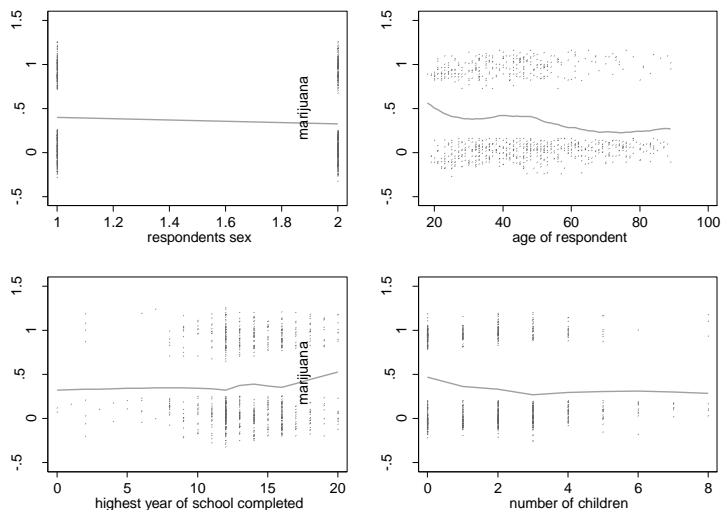 1.5
1
.5
0
-.5
marijuana
1 1.2 1.4 1.6 1.8 2
respondents sex
1.5
1
.5
0
-.5
20 40 60 80 100
age of respondent
1.5
1
.5
0
-.5
marijuana
0 5 10 15 20
highest year of school completed
1.5
1
.5
0
-.5
0 2 4 6 8
number of children